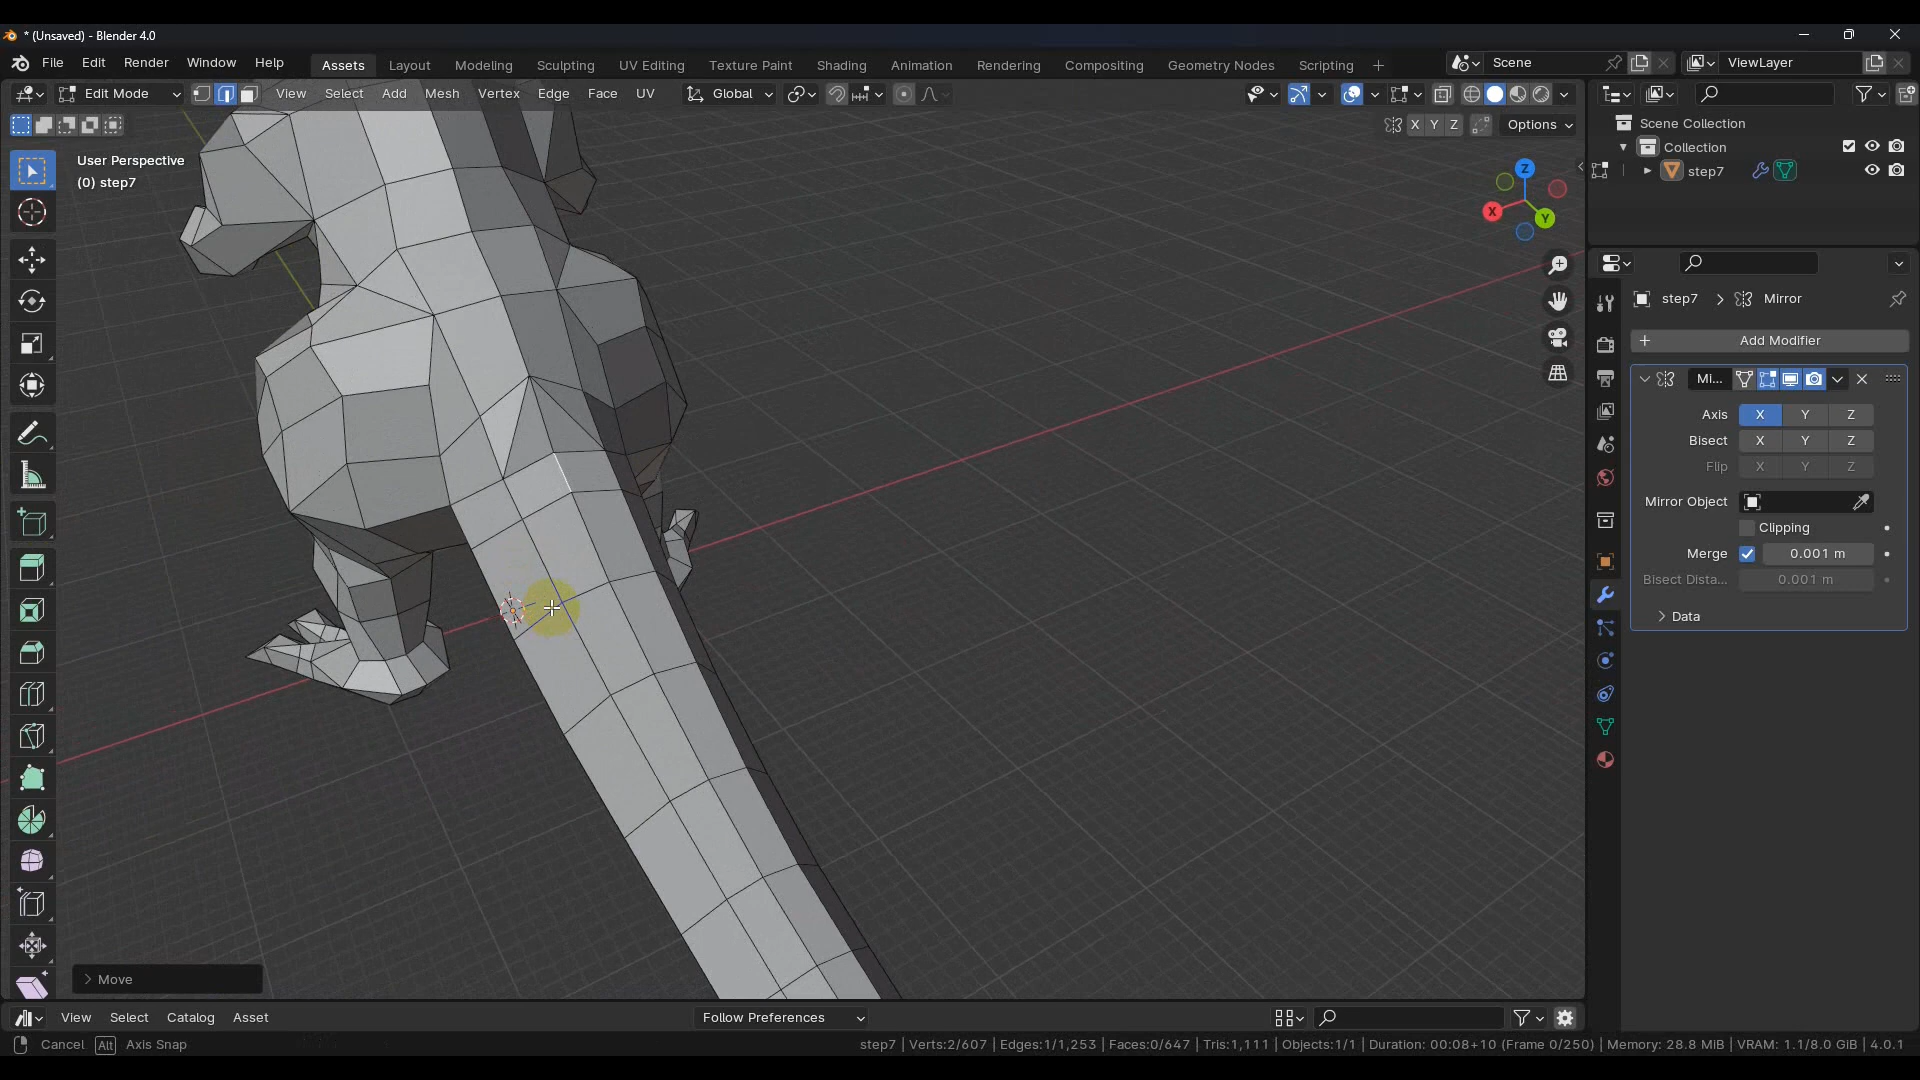 * (Unsaved) - Blender 4.0
File Edit Render Window Help Assets Layout Modeling Sculpting UV Editing Texture Paint Shading Animation Rendering Compositing Geometry Nodes Scripting + Scene ViewLayer
Edit Mode View Select Add Mesh Vertex Edge Face UV Global
X Y Z Options
User Perspective
(0) step7
Z
X
Y
Scene Collection
Collection
step7
step7 > Mirror
+ Add Modifier
Mi...
Axis X Y Z
Bisect X Y Z
Flip X Y Z
Mirror Object
Clipping
Merge 0.001 m
Bisect Dista... 0.001 m
> Data
> Move
View Select Catalog Asset Follow Preferences
Cancel Alt Axis Snap step7 | Verts:2/607 | Edges:1/1,253 | Faces:0/647 | Tris:1,111 | Objects:1/1 | Duration: 00:08+10 (Frame 0/250) | Memory: 28.8 MiB | VRAM: 1.1/8.0 GiB | 4.0.1